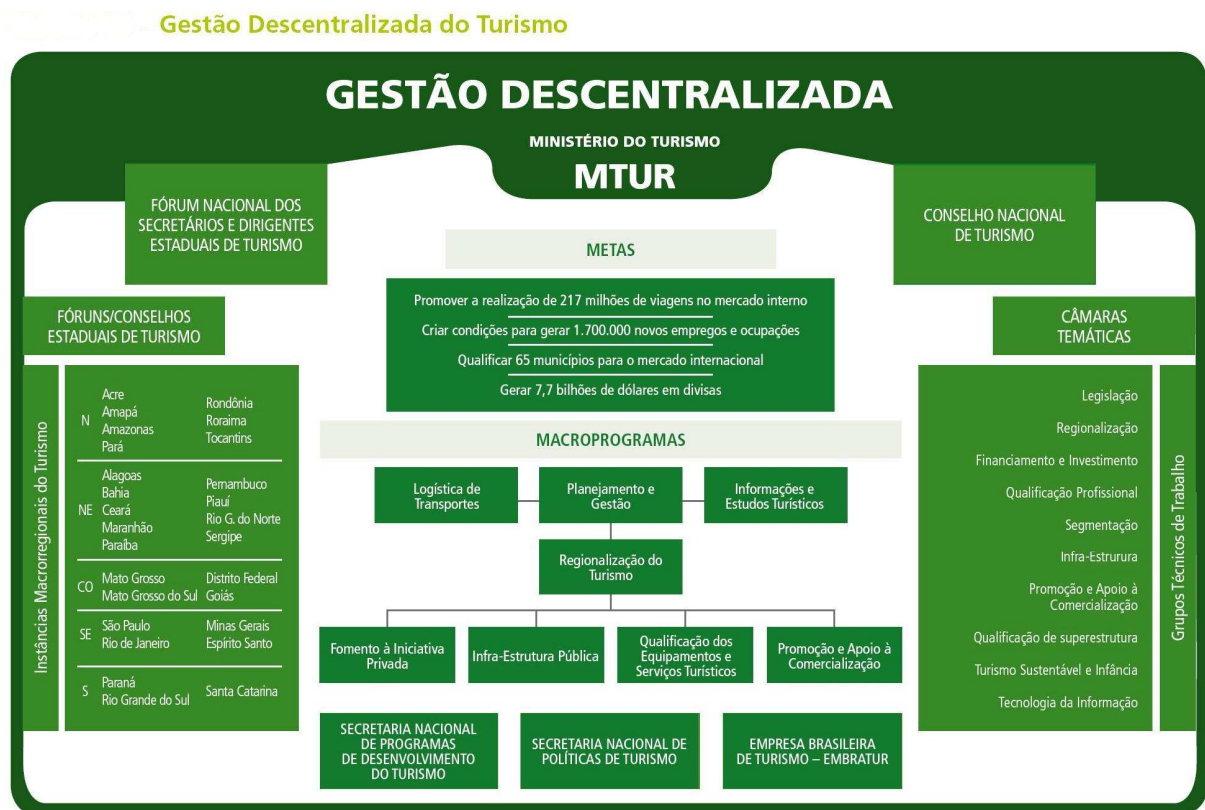 Gestão Descentralizada do Turismo
GESTÃO DESCENTRALIZADA
MINISTÉRIO DO TURISMO
MTUR
FÓRUM NACIONAL DOS
SECRETÁRIOS E DIRIGENTES
ESTADUAIS DE TURISMO
CONSELHO NACIONAL
DE TURISMO
FÓRUNS/CONSELHOS
ESTADUAIS DE TURISMO
Instâncias Macrorregionais do Turismo
N
Acre
Amapá
Amazonas
Pará
Rondônia
Roraima
Tocantins
NE
Alagoas
Bahia
Ceará
Maranhão
Paraíba
Pernambuco
Piauí
Rio G. do Norte
Sergipe
CO
Mato Grosso
Mato Grosso do Sul
Distrito Federal
Goiás
SE
São Paulo
Rio de Janeiro
Minas Gerais
Espírito Santo
S
Paraná
Rio Grande do Sul
Santa Catarina
METAS
Promover a realização de 217 milhões de viagens no mercado interno
Criar condições para gerar 1.700.000 novos empregos e ocupações
Qualificar 65 municípios para o mercado internacional
Gerar 7,7 bilhões de dólares em divisas
MACROPROGRAMAS
Logística de
Transportes
Planejamento e
Gestão
Informações e
Estudos Turísticos
Regionalização do
Turismo
Fomento à Iniciativa
Privada
Infra-Estrutura Pública
Qualificação dos
Equipamentos e
Serviços Turísticos
Promoção e Apoio à
Comercialização
SECRETARIA NACIONAL
DE PROGRAMAS
DE DESENVOLVIMENTO
DO TURISMO
SECRETARIA NACIONAL DE
POLÍTICAS DE TURISMO
EMPRESA BRASILEIRA
DE TURISMO – EMBRATUR
CÂMARAS
TEMÁTICAS
Legislação
Regionalização
Financiamento e Investimento
Qualificação Profissional
Segmentação
Infra-Estrurura
Promoção e Apoio à
Comercialização
Qualificação de superestrutura
Turismo Sustentável e Infância
Tecnologia da Informação
Grupos Técnicos de Trabalho